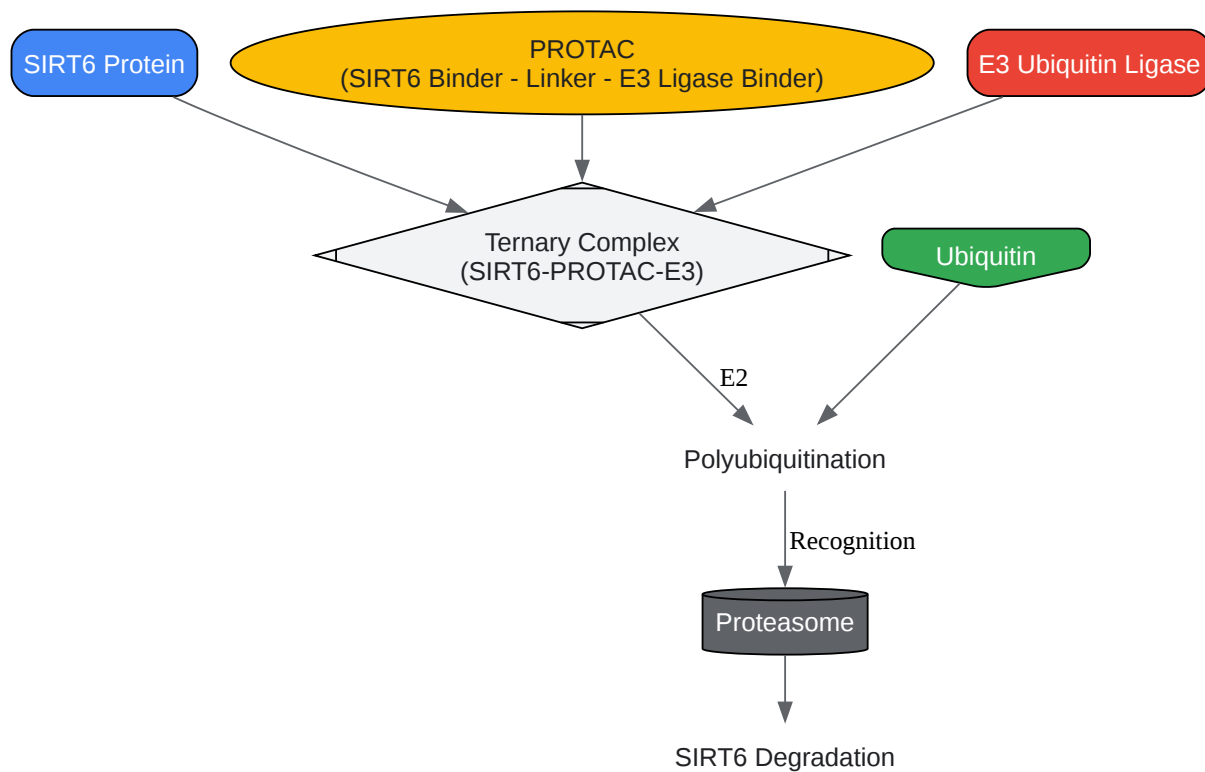 SIRT6 Protein
PROTAC
(SIRT6 Binder - Linker - E3 Ligase Binder)
E3 Ubiquitin Ligase
Ternary Complex
(SIRT6-PROTAC-E3)
Ubiquitin
E2
Polyubiquitination
Recognition
Proteasome
SIRT6 Degradation